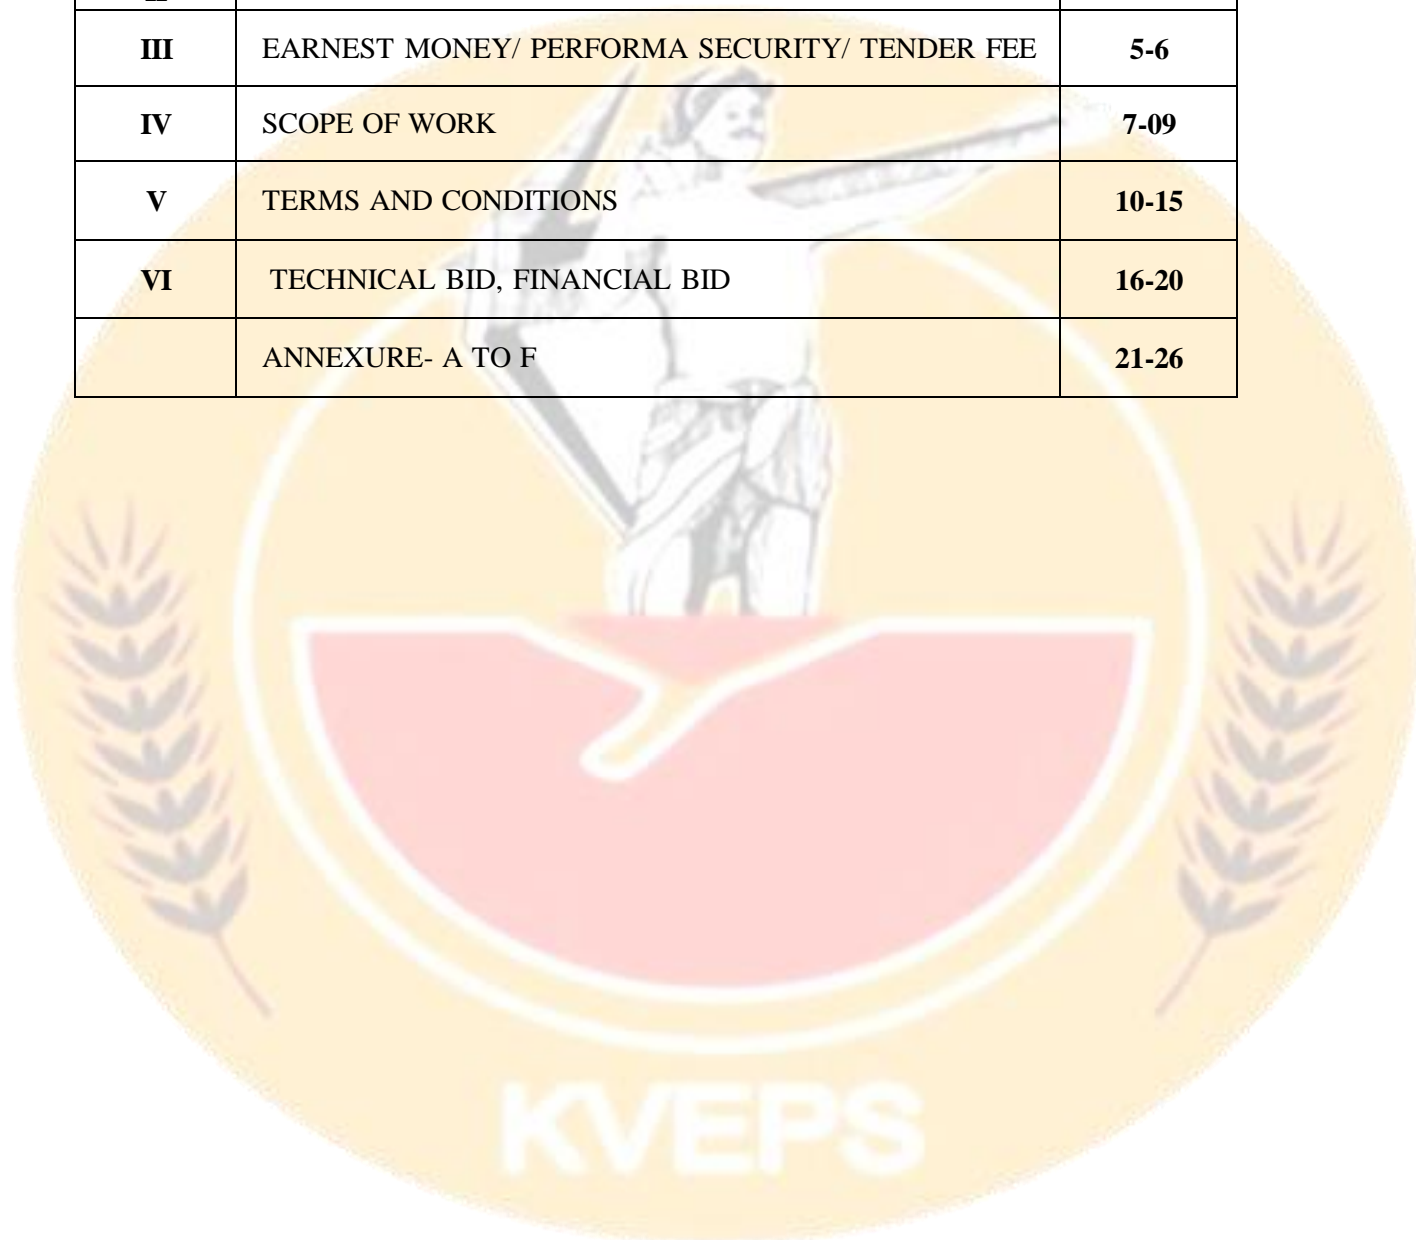 III EARNEST MONEY/ PERFORMA SECURITY/ TENDER FEE 5-6
IV SCOPE OF WORK 7-09
V TERMS AND CONDITIONS 10-15
VI TECHNICAL BID, FINANCIAL BID 16-20
ANNEXURE- A TO F 21-26
KVEPS